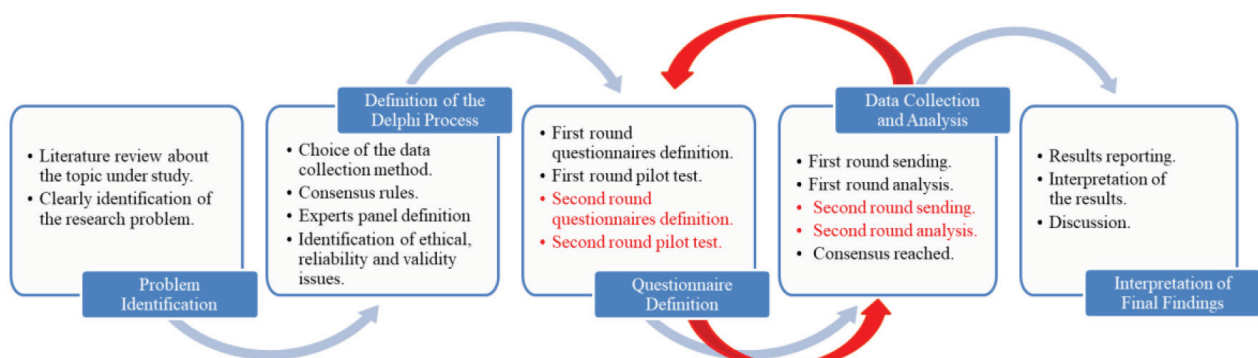 • Literature review about
the topic under study.
• Clearly identification of
the research problem.
Problem
Identification
Definition of the
Delphi Process
• Choice of the data
collection method.
• Consensus rules.
• Experts panel definition
• Identification of ethical,
reliability and validity
issues.
• First round
questionnaires definition.
• First round pilot test.
• Second round
questionnaires definition.
• Second round pilot test.
Questionnaire
Definition
Data Collection
and Analysis
• First round sending.
• First round analysis.
• Second round sending.
• Second round analysis.
• Consensus reached.
• Results reporting.
• Interpretation of
the results.
• Discussion.
Interpretation of
Final Findings